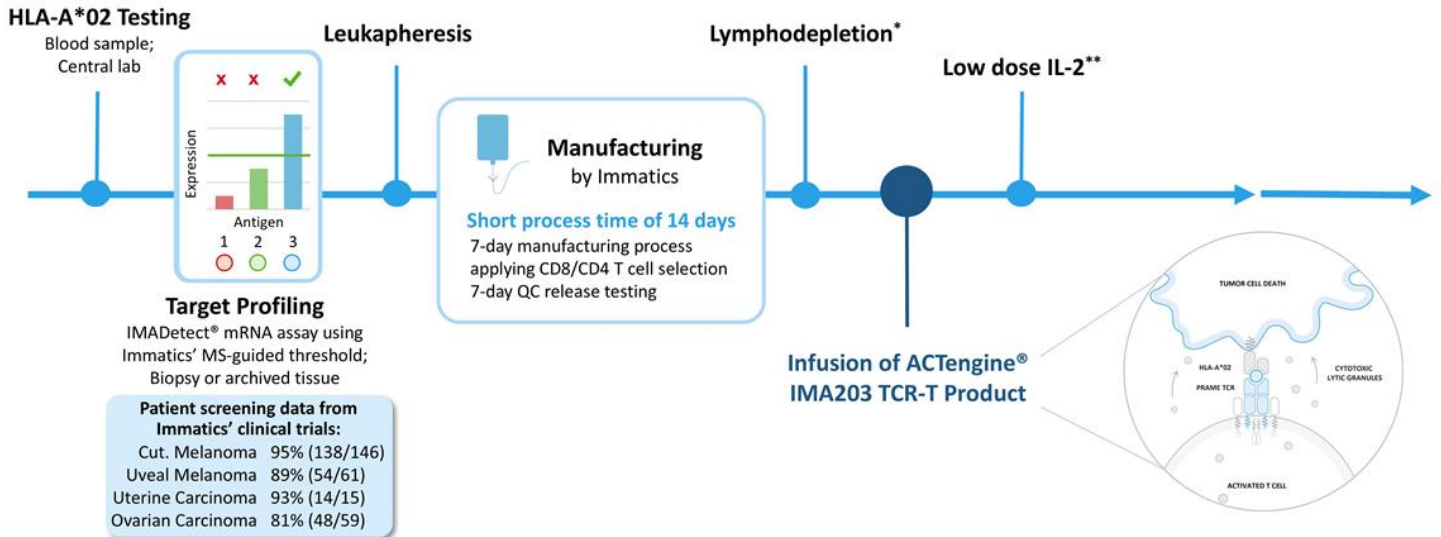 HLA-A*02 Testing
Blood sample;
Central lab
x x ✓
Expression
Antigen
1 2 3
Target Profiling
IMADetect® mRNA assay using
Immatics’ MS-guided threshold;
Biopsy or archived tissue
Patient screening data from
Immatics’ clinical trials:
Cut. Melanoma 95% (138/146)
Uveal Melanoma 89% (54/61)
Uterine Carcinoma 93% (14/15)
Ovarian Carcinoma 81% (48/59)
Leukapheresis
Manufacturing
by Immatics
Short process time of 14 days
7-day manufacturing process
applying CD8/CD4 T cell selection
7-day QC release testing
Lymphodepletion*
Infusion of ACTengine®
IMA203 TCR-T Product
Low dose IL-2**
TUMOR CELL DEATH
HLA-A*02
PRAME TCR
CYTOTOXIC
LYTIC GRANULES
ACTIVATED T CELL